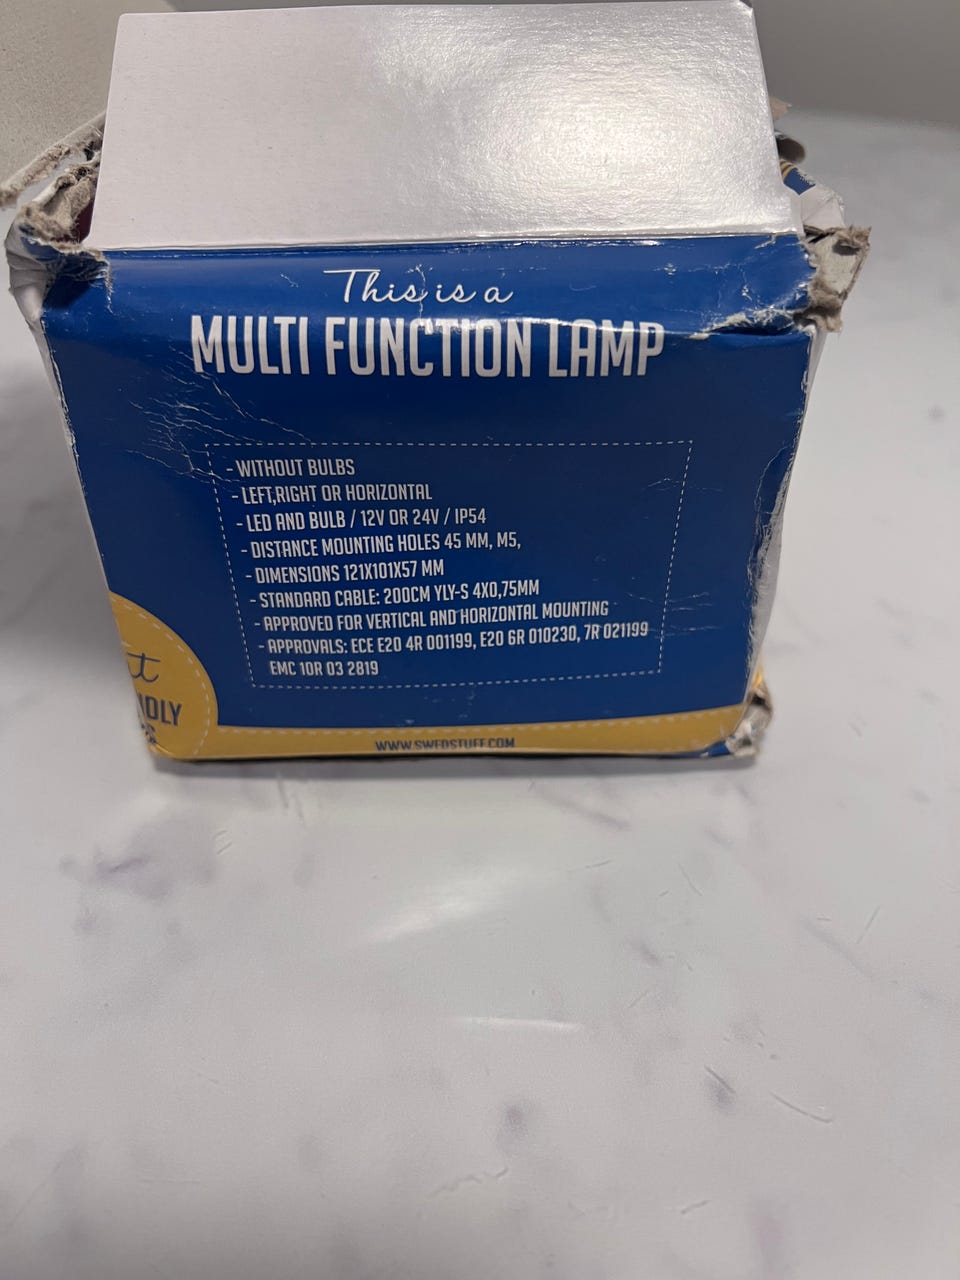 This is a
MULTI FUNCTION LAMP
- WITHOUT BULBS
- LEFT,RIGHT OR HORIZONTAL
- LED AND BULB / 12V OR 24V / IP54
- DISTANCE MOUNTING HOLES 45 MM, M5,
- DIMENSIONS 121X101X57 MM
- STANDARD CABLE: 200CM YLY-S 4X0,75MM
- APPROVED FOR VERTICAL AND HORIZONTAL MOUNTING
- APPROVALS: ECE E20 4R 001199, E20 6R 010230, 7R 021199
EMC 10R 03 2819
WWW.SWEDSTUFF.COM